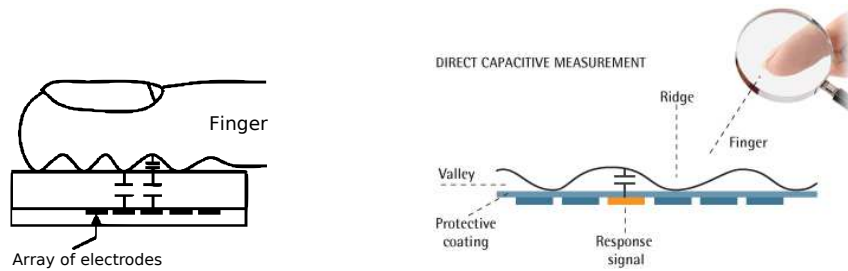 Finger
Array of electrodes
DIRECT CAPACITIVE MEASUREMENT
Ridge
Finger
Valley
Protective
coating
Response
signal